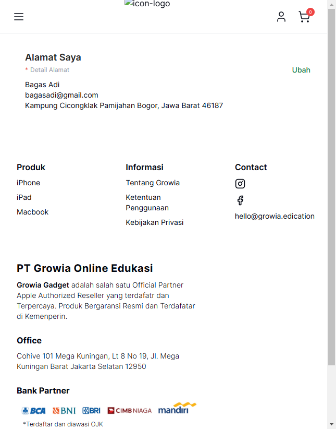 icon-logo
0
Alamat Saya
* Detail Alamat
Ubah
Bagas Adi
bagasadi@gmail.com
Kampung Cicongklak Pamijahan Bogor, Jawa Barat 46187
Produk
iPhone
iPad
Macbook
Informasi
Tentang Growia
Ketentuan
Penggunaan
Kebijakan Privasi
Contact
hello@growia.edication
PT Growia Online Edukasi
Growia Gadget adalah salah satu Official Partner
Apple Authorized Reseller yang terdafatr dan
Terpercaya. Produk Bergaransi Resmi dan Terdafatar
di Kemenperin.
Office
Cohive 101 Mega Kuningan, Lt 8 No 19, Jl. Mega
Kuningan Barat Jakarta Selatan 12950
Bank Partner
BCA BNI BRI CIMB NIAGA mandiri
*Terdaftar dan diawasi OJK